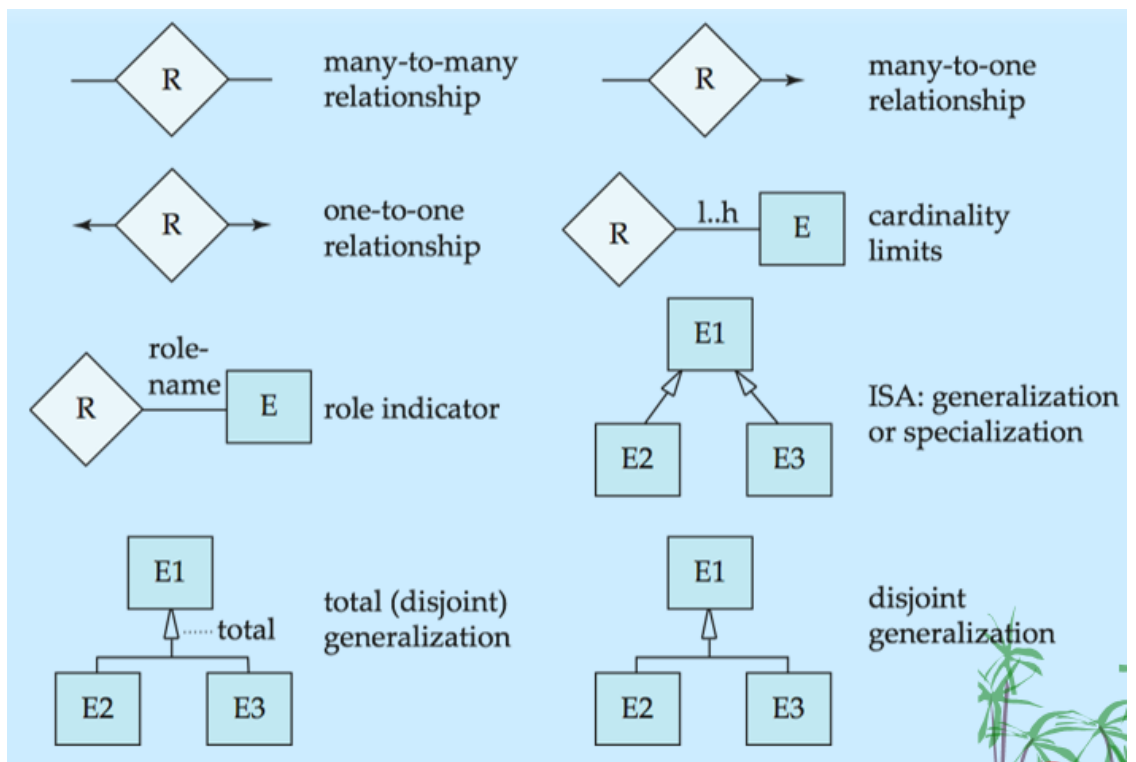 R
many-to-many
relationship
R
many-to-one
relationship
R
one-to-one
relationship
R
l..h
E
cardinality
limits
role-
name
R
E
role indicator
E1
E2
E3
ISA: generalization
or specialization
E1
total
E2
E3
total (disjoint)
generalization
E1
E2
E3
disjoint
generalization